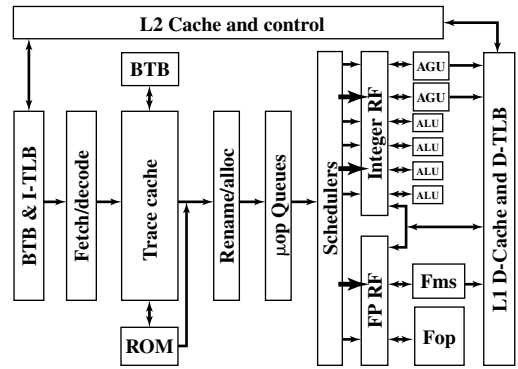 L2 Cache and control
BTB
BTB & I-TLB
Fetch/decode
Trace cache
ROM
Rename/alloc
µop Queues
Schedulers
Integer RF
FP RF
AGU
AGU
ALU
ALU
ALU
ALU
Fms
Fop
L1 D-Cache and D-TLB